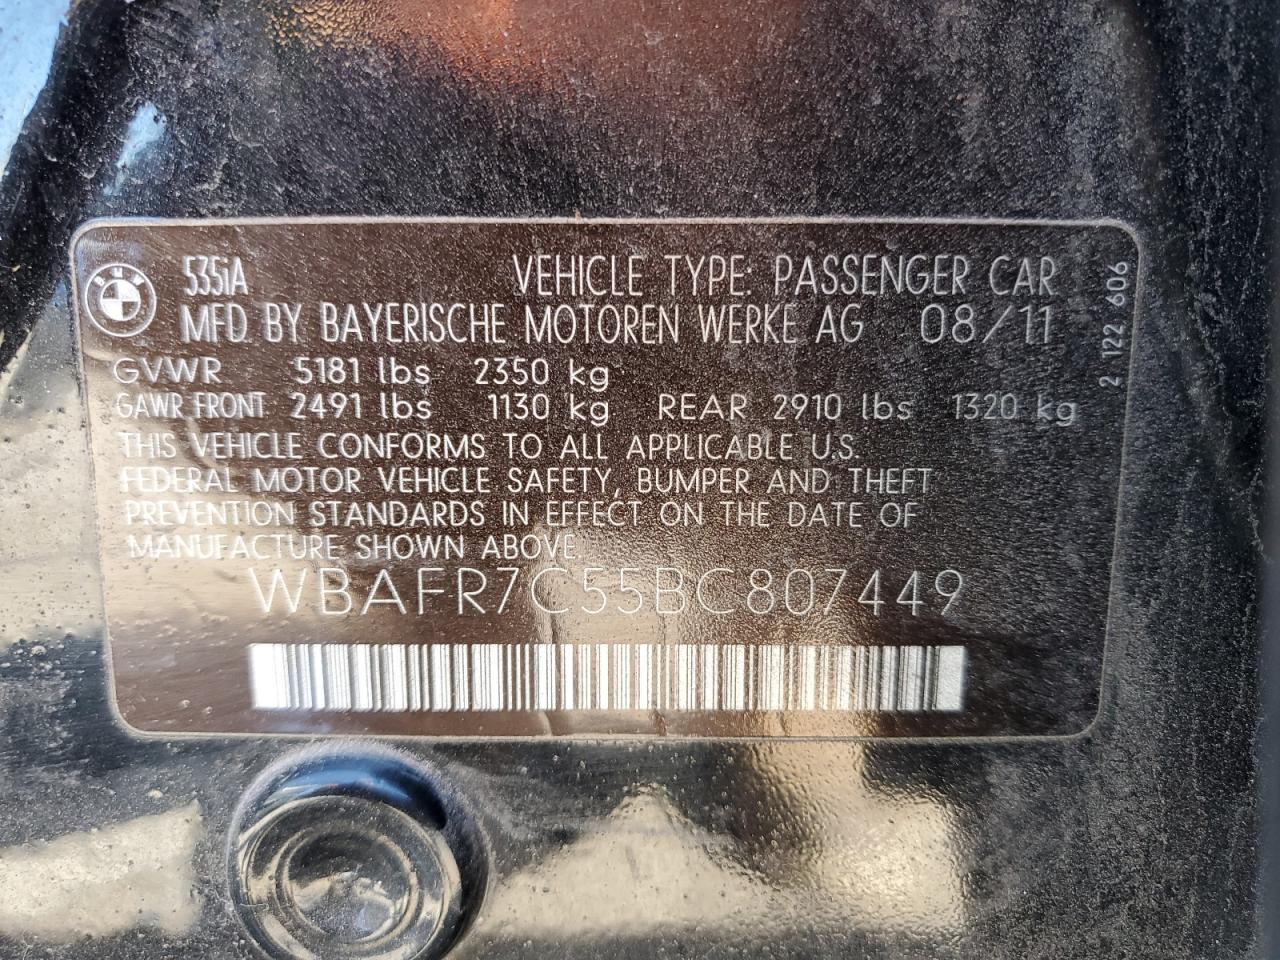 535iA VEHICLE TYPE: PASSENGER CAR
MFD BY BAYERISCHE MOTOREN WERKE AG 08/11
GVWR 5181 lbs 2350 kg
GAWR FRONT 2491 lbs 1130 kg REAR 2910 lbs 1320 kg
THIS VEHICLE CONFORMS TO ALL APPLICABLE U.S.
FEDERAL MOTOR VEHICLE SAFETY, BUMPER AND THEFT
PREVENTION STANDARDS IN EFFECT ON THE DATE OF
MANUFACTURE SHOWN ABOVE.
WBAFR7C55BC807449
2 122 606
BMW